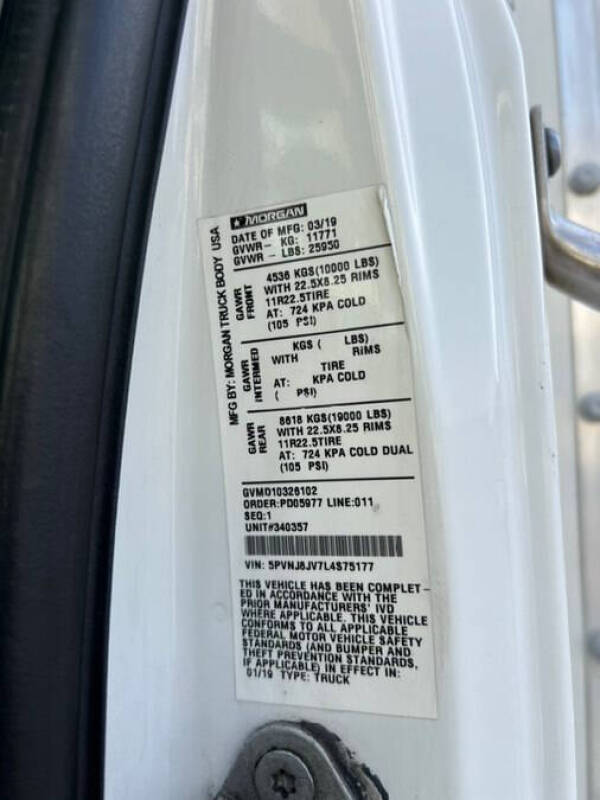 MORGAN
MFG BY: MORGAN TRUCK BODY USA
DATE OF MFG: 03/19
GVWR- KG: 11771
GVWR - LBS: 25950
GAWR
FRONT
4536 KGS(10000 LBS)
WITH 22.5X8.25 RIMS
11R22.5TIRE
AT: 724 KPA COLD
(105 PSI)
GAWR
INTERMED
KGS ( LBS)
WITH RIMS
TIRE
AT: KPA COLD
( PSI)
GAWR
REAR
8618 KGS(19000 LBS)
WITH 22.5X8.25 RIMS
11R22.5TIRE
AT: 724 KPA COLD DUAL
(105 PSI)
GVMD10326102
ORDER:PD05977 LINE:011
SEQ:1
UNIT#340357
VIN: 5PVNJ8JV7L4S75177
THIS VEHICLE HAS BEEN COMPLET-
ED IN ACCORDANCE WITH THE
PRIOR MANUFACTURERS' IVD
WHERE APPLICABLE. THIS VEHICLE
CONFORMS TO ALL APPLICABLE
FEDERAL MOTOR VEHICLE SAFETY
STANDARDS (AND BUMPER AND
THEFT PREVENTION STANDARDS,
IF APPLICABLE) IN EFFECT IN:
01/19 TYPE: TRUCK